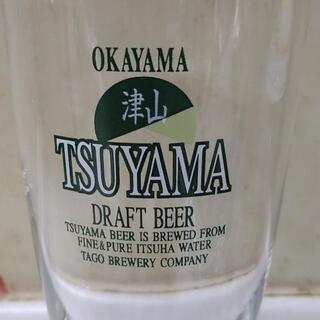 OKAYAMA
津山
TSUYAMA
DRAFT BEER
TSUYAMA BEER IS BREWED FROM
FINE&PURE ITSUHA WATER
TAGO BREWERY COMPANY